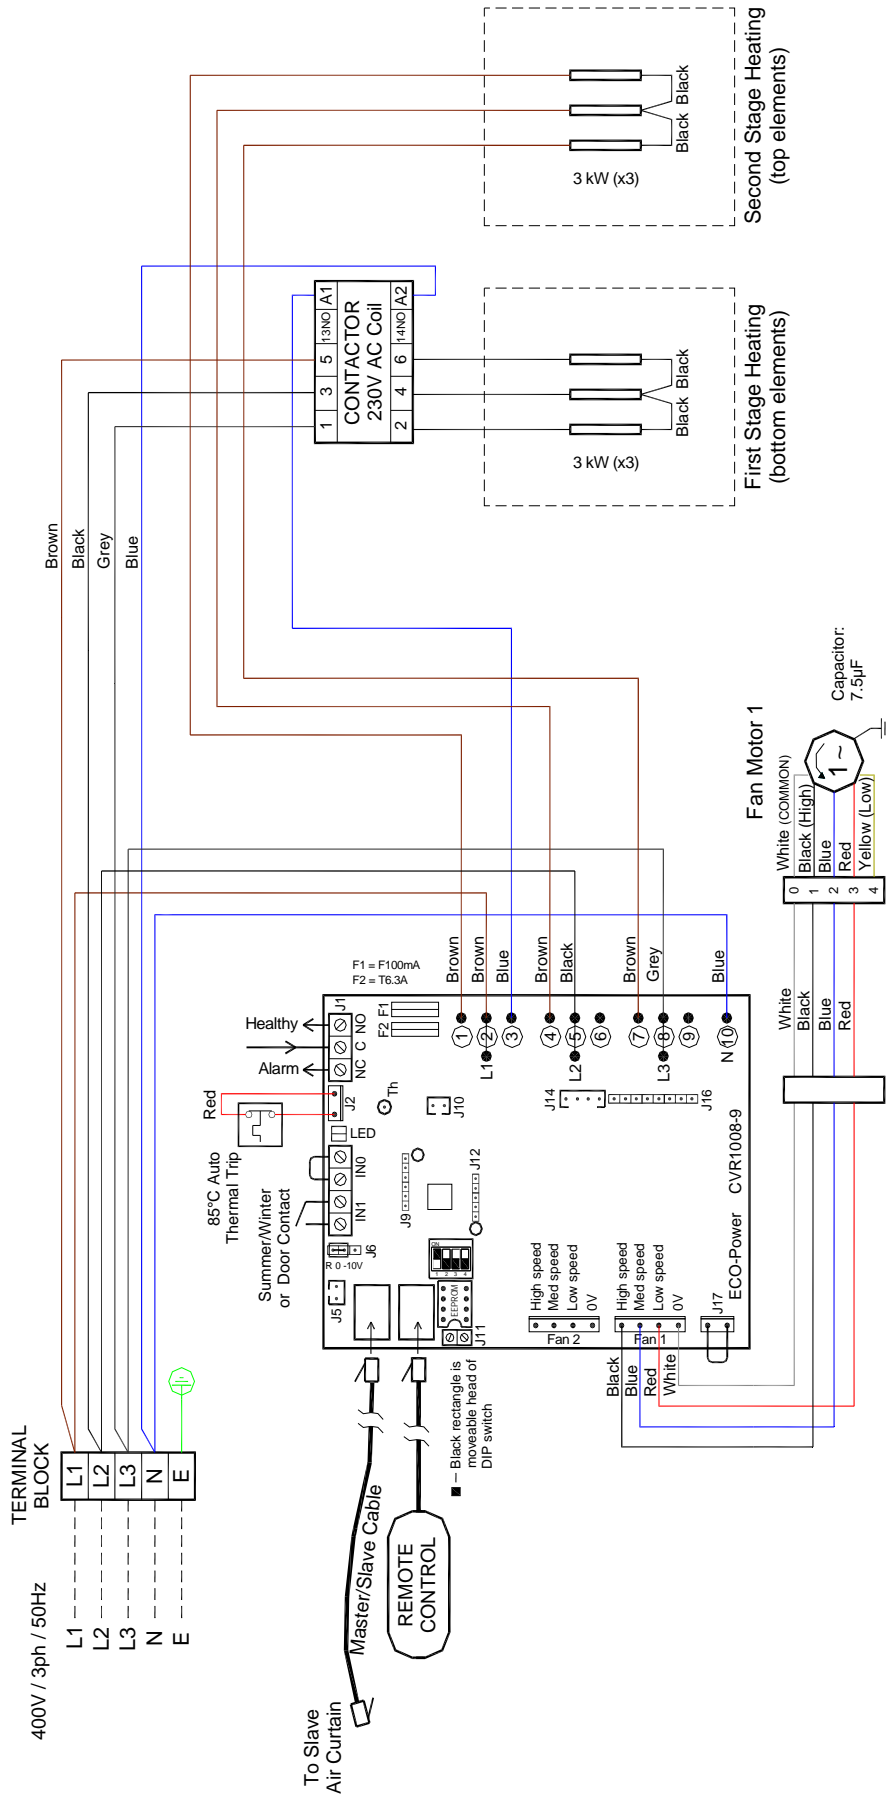 Second Stage Heating
(top elements)
Black
Black
3 kW (x3)
First Stage Heating
(bottom elements)
Black
Black
3 kW (x3)
CONTACTOR
230V AC Coil
1
3
5
13NO
A1
2
4
6
14NO
A2
Brown
Black
Grey
Blue
Fan Motor 1
Capacitor:
7.5µF
1~
White (COMMON)
Black (High)
Blue
Red
Yellow (Low)
0
1
2
3
4
White
Black
Blue
Red
Brown
Brown
Blue
Brown
Black
Brown
Grey
Blue
F1 = F100mA
F2 = T6.3A
Healthy
Alarm
J1
NO
C
NC
F1
F2
1
2
3
4
5
6
7
8
9
N
10
L1
L2
L3
Red
85°C Auto
Thermal Trip
J2
LED
Th
J10
J14
J16
IN0
IN1
J9
J12
Summer/Winter
or Door Contact
J6
R 0 -10V
J5
ON
1 2 3 4
EEPROM
J11
ECO-Power CVR1008-9
High speed
Med speed
Low speed
0V
Fan 2
High speed
Med speed
Low speed
0V
Fan 1
J17
Black
Blue
Red
White
– Black rectangle is
moveable head of
DIP switch
TERMINAL
BLOCK
L1
L2
L3
N
E
400V / 3ph / 50Hz
L1
L2
L3
N
E
Master/Slave Cable
REMOTE
CONTROL
To Slave
Air Curtain